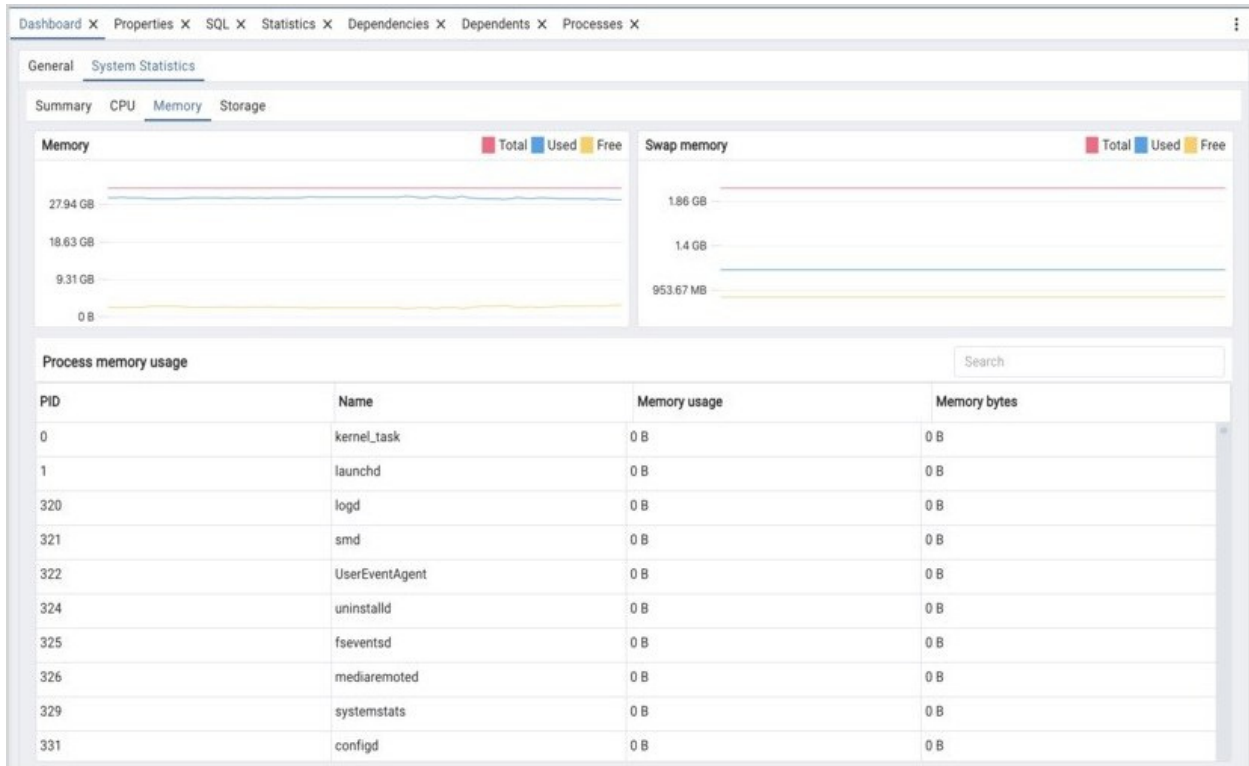 Dashboard X Properties X SQL X Statistics X Dependencies X Dependents X Processes X
General System Statistics
Summary CPU Memory Storage
Memory Total Used Free
27.94 GB
18.63 GB
9.31 GB
0 B
Swap memory Total Used Free
1.86 GB
1.4 GB
953.67 MB
Process memory usage Search
PID Name Memory usage Memory bytes
0 kernel_task 0 B 0 B
1 launchd 0 B 0 B
320 logd 0 B 0 B
321 smd 0 B 0 B
322 UserEventAgent 0 B 0 B
324 uninstalld 0 B 0 B
325 fseventsd 0 B 0 B
326 mediaremoted 0 B 0 B
329 systemstats 0 B 0 B
331 configd 0 B 0 B